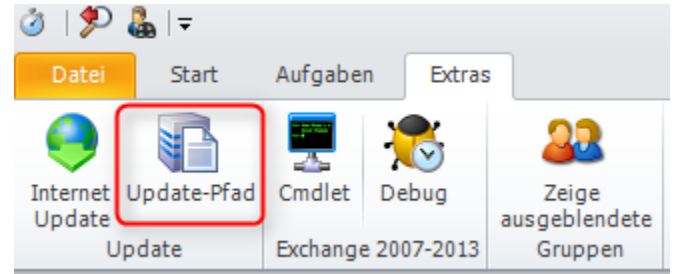 Datei Start Aufgaben Extras
Internet Update Update-Pfad Cmdlet Debug Zeige ausgeblendete
Update Exchange 2007-2013 Gruppen